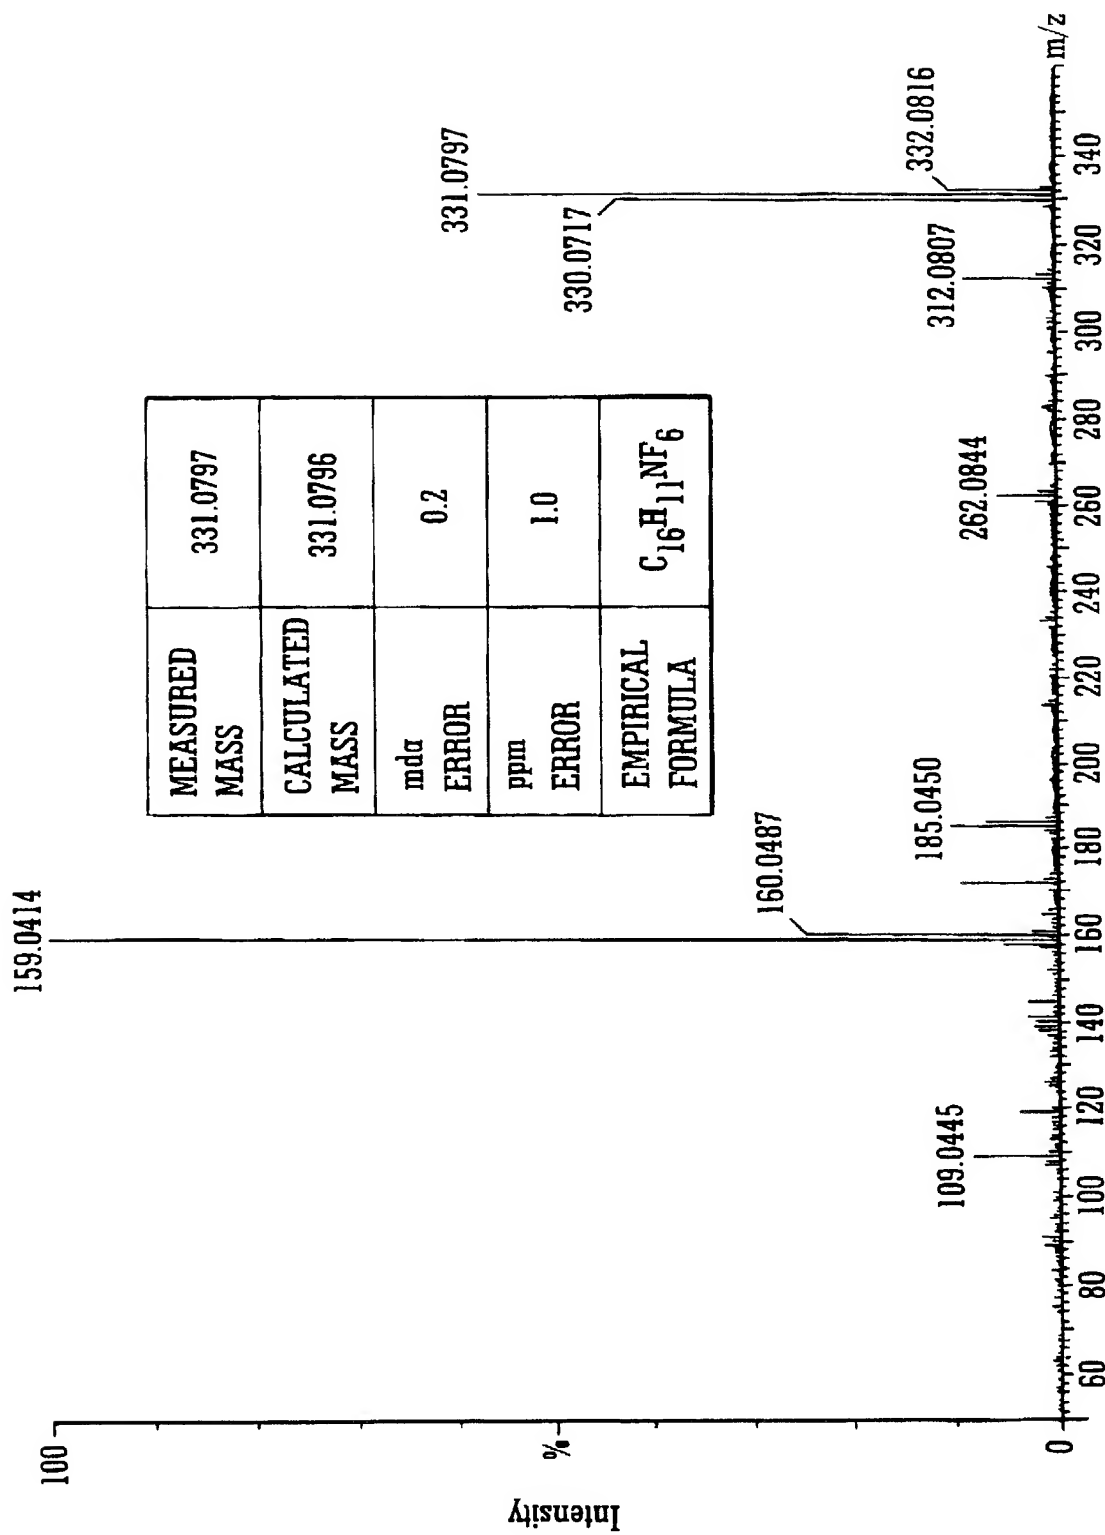 159.0414
331.0797
330.0717
332.0816
312.0807
262.0844
160.0487
185.0450
109.0445
MEASURED MASS 331.0797
CALCULATED MASS 331.0796
mda ERROR 0.2
ppm ERROR 1.0
EMPIRICAL FORMULA C16H11NF6
Intensity
100
%
0
60 80 100 120 140 160 180 200 220 240 260 280 300 320 340 m/z